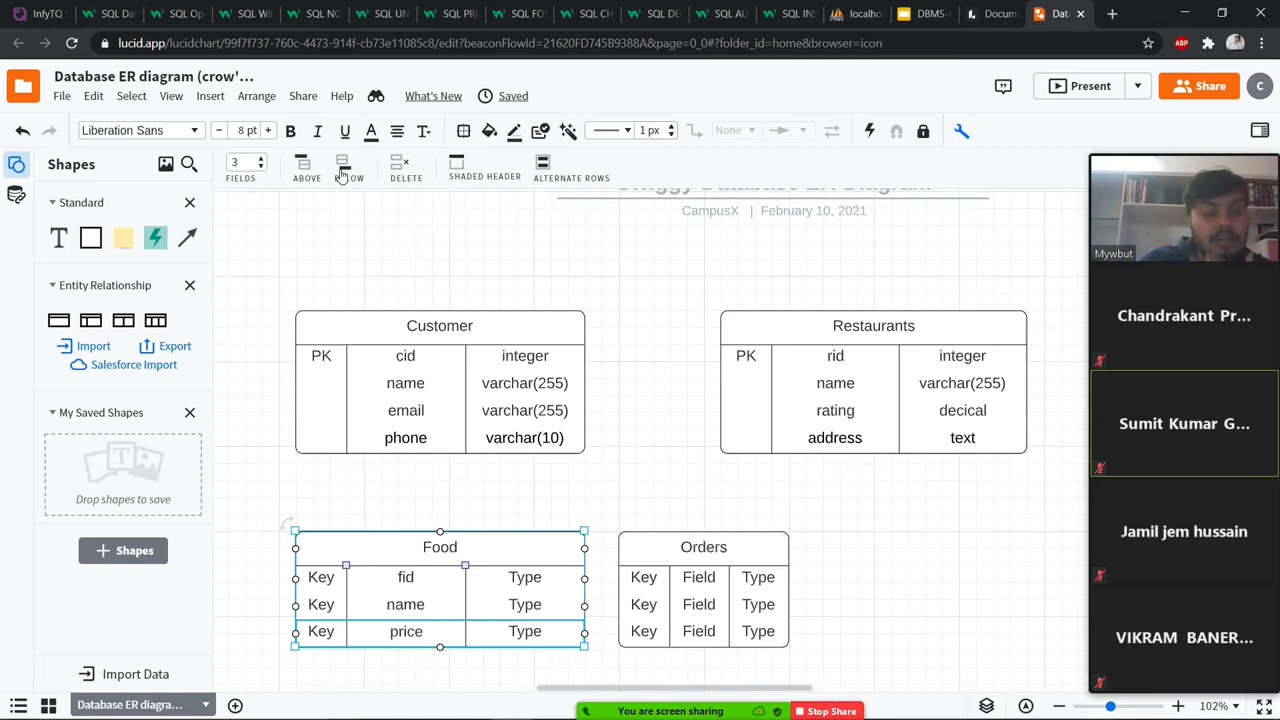 InfyTQ
SQL Da
SQL O
SQL Wi
SQL NO
SQL UN
SQL PR
SQL FO
SQL CH
SQL DE
SQL AU
SQL INS
localho
DBMS-
Docum
Datab
lucid.app/lucidchart/99f7f737-760c-4473-914f-cb73e11085c8/edit?beaconFlowId=21620FD745B9388A&page=0_0#?folder_id=home&browser=icon
ABP
Database ER diagram (crow'...
File Edit Select View Insert Arrange Share Help What's New Saved
Present
Share
C
Liberation Sans
8 pt
B I U A T
1 px
None
Shapes
3
FIELDS
ABOVE
DELETE
SHADED HEADER
ALTERNATE ROWS
Swiggy Database ER Diagram
CampusX | February 10, 2021
Standard
T
Entity Relationship
Import
Export
Salesforce Import
My Saved Shapes
Drop shapes to save
+ Shapes
Import Data
Customer
PK cid integer
name varchar(255)
email varchar(255)
phone varchar(10)
Restaurants
PK rid integer
name varchar(255)
rating decical
address text
Food
Key fid Type
Key name Type
Key price Type
Orders
Key Field Type
Key Field Type
Key Field Type
Mywbut
Chandrakant Pr...
Sumit Kumar G...
Jamil jem hussain
VIKRAM BANER...
Database ER diagra...
You are screen sharing
Stop Share
102%